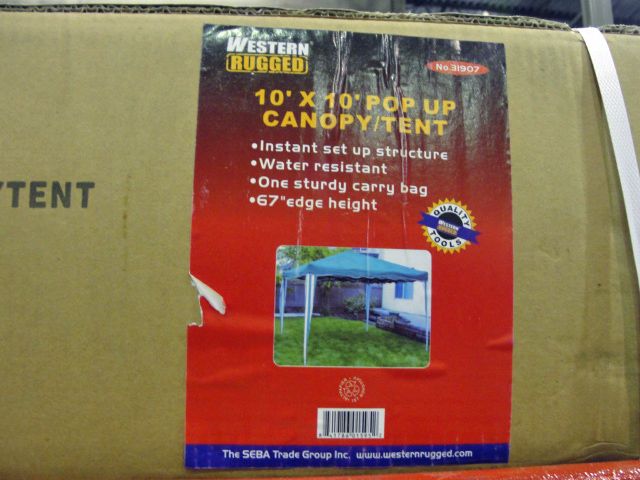 WESTERN
RUGGED
No.31907
10' X 10' POP UP
CANOPY/TENT
•Instant set up structure
•Water resistant
•One sturdy carry bag
•67"edge height
/TENT
QUALITY
WESTERN
TOOLS
The SEBA Trade Group Inc. www.westernrugged.com